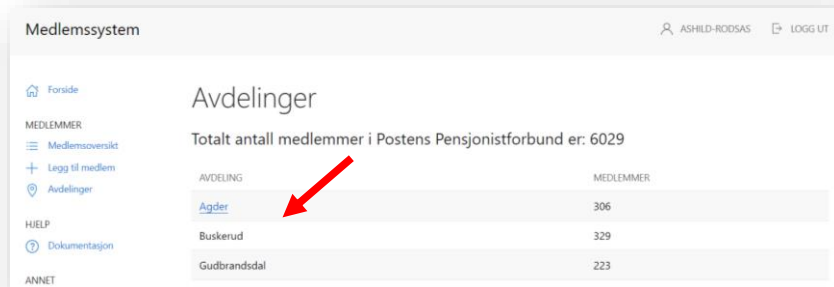 Medlemssystem
ASHILD-RODSAS LOGG UT
Forside
MEDLEMMER
Medlemsoversikt
Legg til medlem
Avdelinger
HJELP
Dokumentasjon
ANNET
Avdelinger
Totalt antall medlemmer i Postens Pensjonistforbund er: 6029
AVDELING MEDLEMMER
Agder 306
Buskerud 329
Gudbrandsdal 223